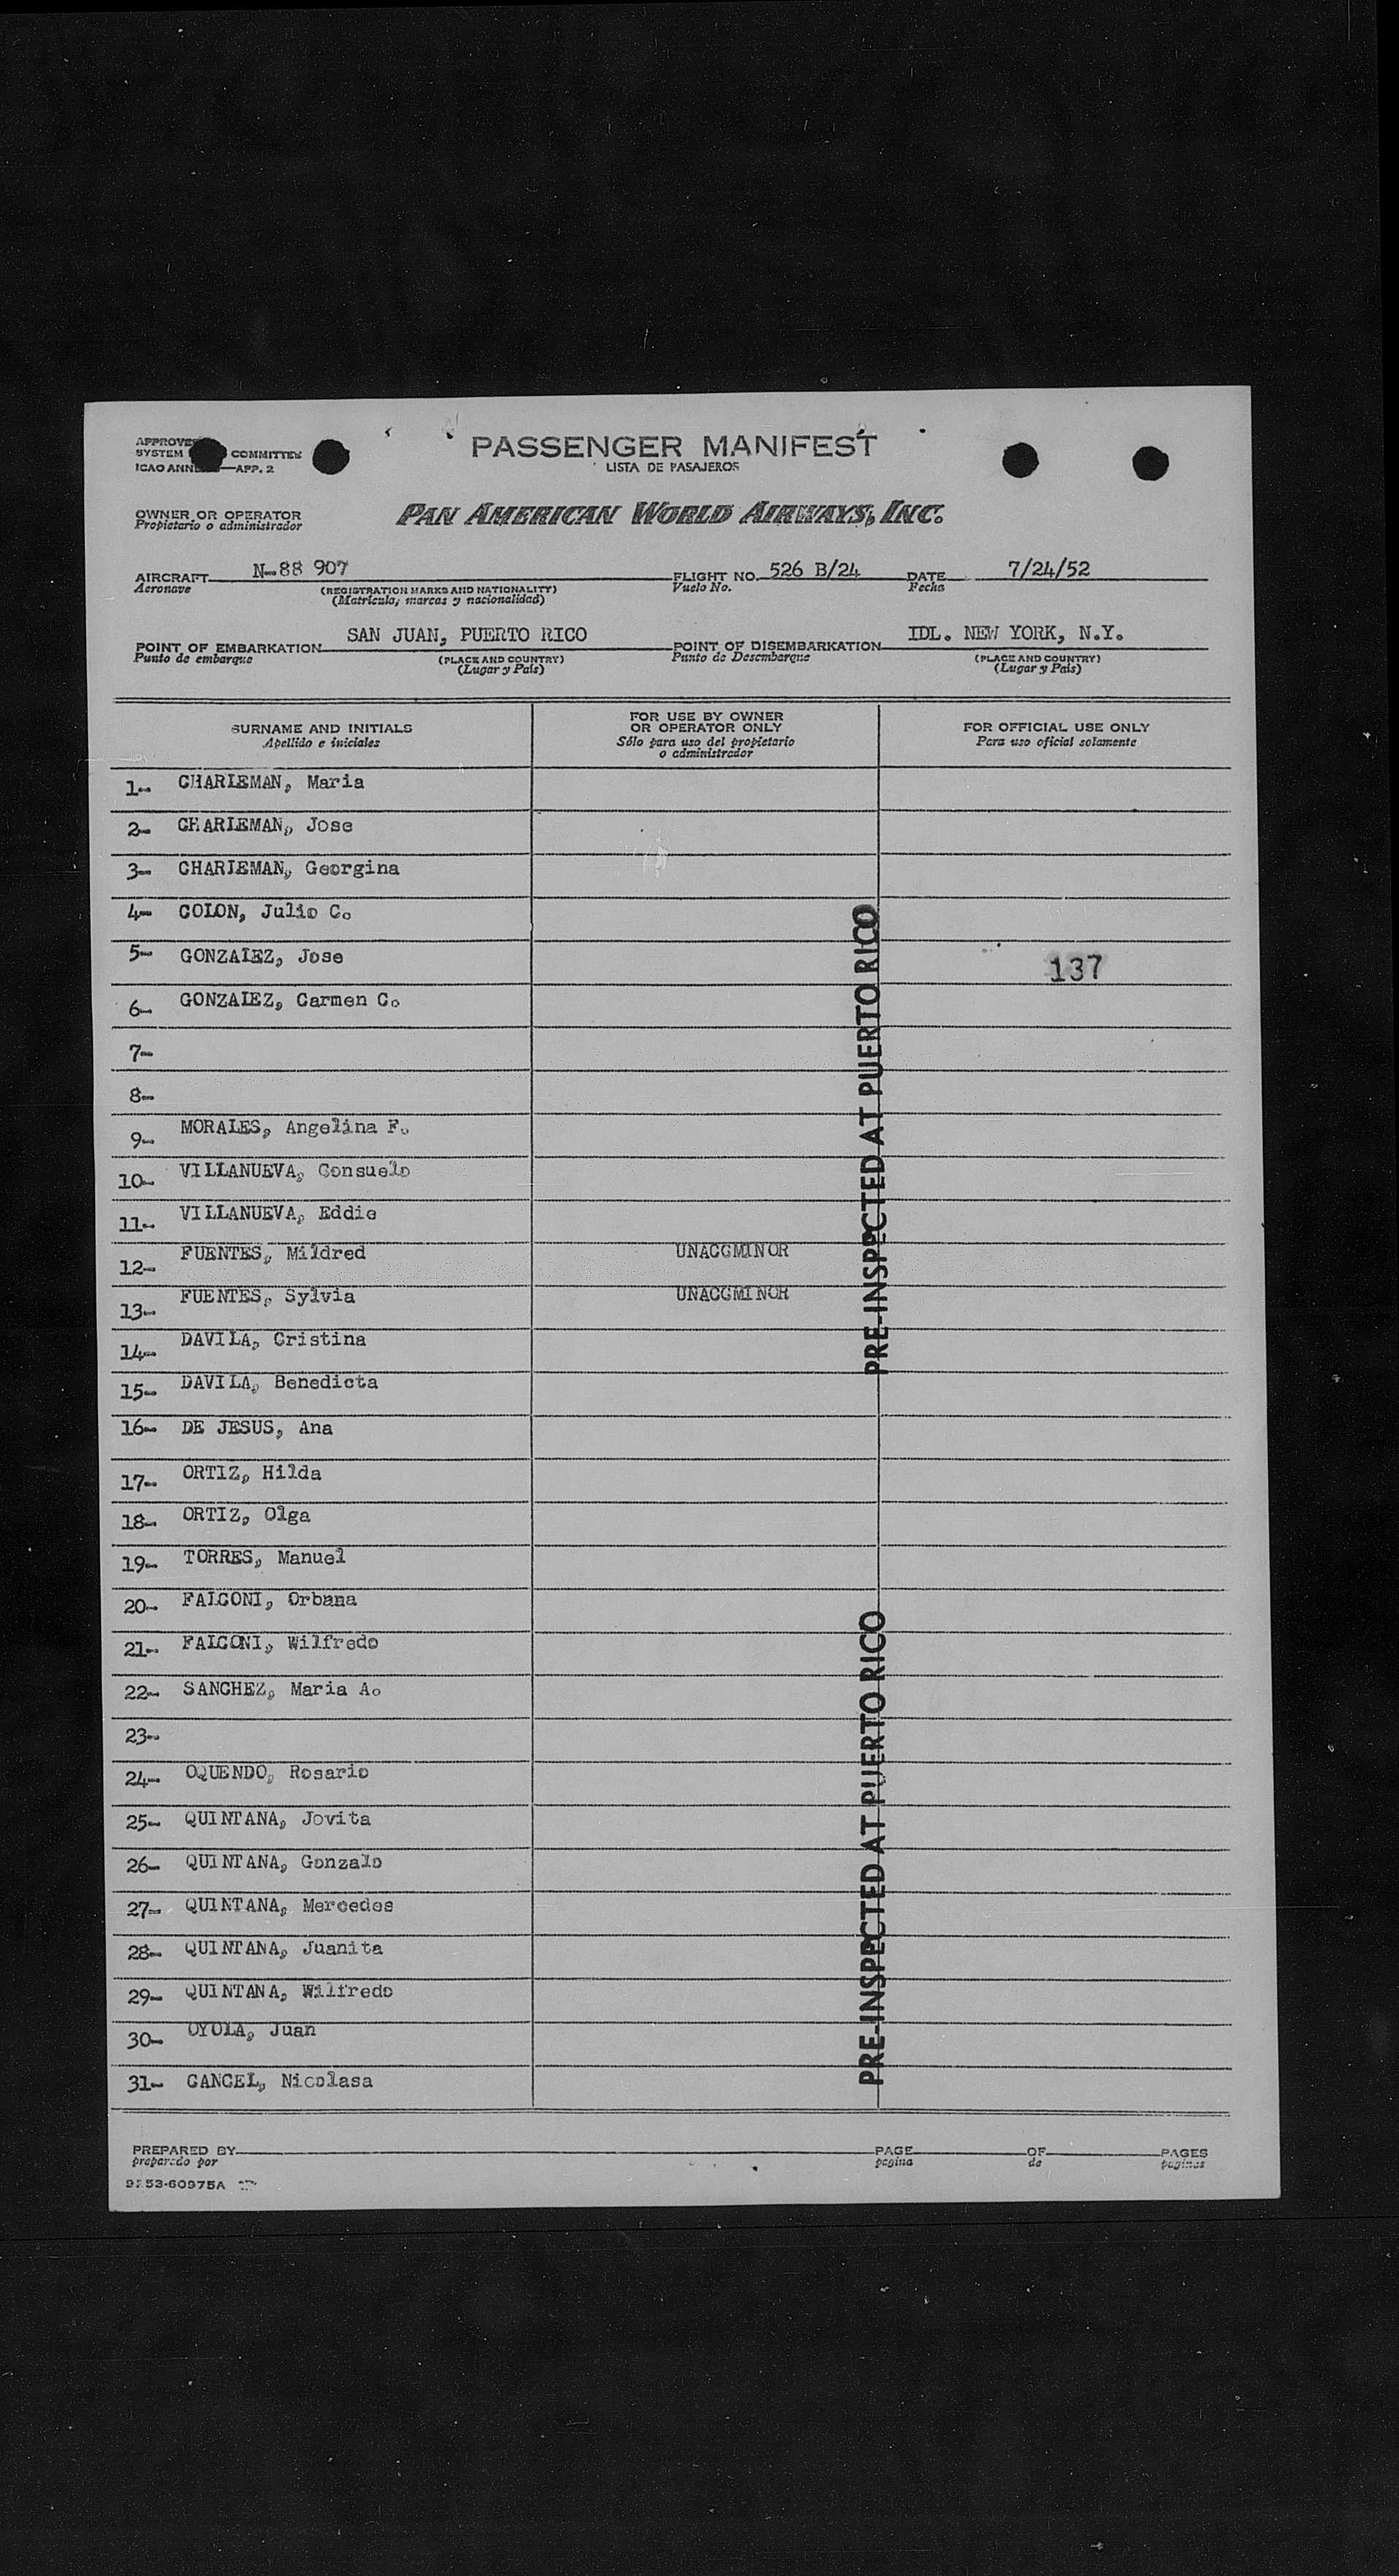 PASSENGER MANIFEST
LISTA DE PASAJEROS
SYSTEM COMMITTEE
APP. 2
OWNER OR OPERATOR
Propietario o administrador
PAN AMERICAN WORLD AIRWAYS, INC.
AIRCRAFT N-88 907 FLIGHT NO. 526 B/24 DATE 7/24/52
Aeronave (REGISTRATION MARKS AND NATIONALITY) Vuelo No. Fecha
(Matricula, marcas y nacionalidad)
POINT OF EMBARKATION SAN JUAN, PUERTO RICO POINT OF DISEMBARKATION IDL. NEW YORK, N.Y.
Punto de embarque (PLACE AND COUNTRY) Punto de Desembarque (PLACE AND COUNTRY)
(Lugar y País) (Lugar y País)
SURNAME AND INITIALS
Apellido e iniciales
FOR USE BY OWNER
OR OPERATOR ONLY
Sólo para uso del propietario
o administrador
FOR OFFICIAL USE ONLY
Para uso oficial solamente
1- CHARLEMAN, Maria
2- CHARLEMAN, Jose
3- CHARLEMAN, Georgina
4- COLON, Julio C.
5- GONZALEZ, Jose 137
6- GONZALEZ, Carmen C.
7-
8-
9- MORALES, Angelina F.
10- VILLANUEVA, Consuelo
11- VILLANUEVA, Eddie
12- FUENTES, Mildred UNACCMINOR
13- FUENTES, Sylvia UNACCMINOR
14- DAVILA, Cristina
15- DAVILA, Benedicta
16- DE JESUS, Ana
17- ORTIZ, Hilda
18- ORTIZ, Olga
19- TORRES, Manuel
20- FALCONI, Orbana
21- FALCONI, Wilfredo
22- SANCHEZ, Maria A.
23-
24- OQUENDO, Rosario
25- QUINTANA, Jovita
26- QUINTANA, Gonzalo
27- QUINTANA, Mercedes
28- QUINTANA, Juanita
29- QUINTANA, Wilfredo
30- OYOLA, Juan
31- CANCEL, Nicolasa
PRE-INSPECTED AT PUERTO RICO
PRE-INSPECTED AT PUERTO RICO
PREPARED BY PAGE OF PAGES
preparado por pagina de paginas